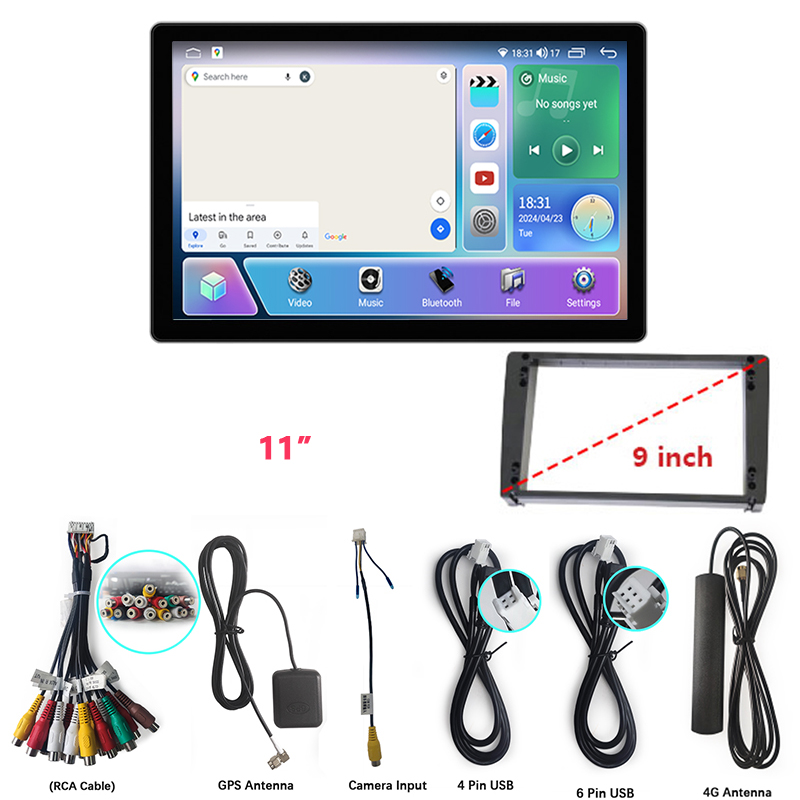 18:31 17
Search here
K
Music
No songs yet
Latest in the area
Explore Go Saved Contribute Updates
Google
18:31
2024/04/23
Tue
Video Music Bluetooth File Settings
11”
9 inch
(RCA Cable)
GPS Antenna
Camera Input
4 Pin USB
6 Pin USB
4G Antenna